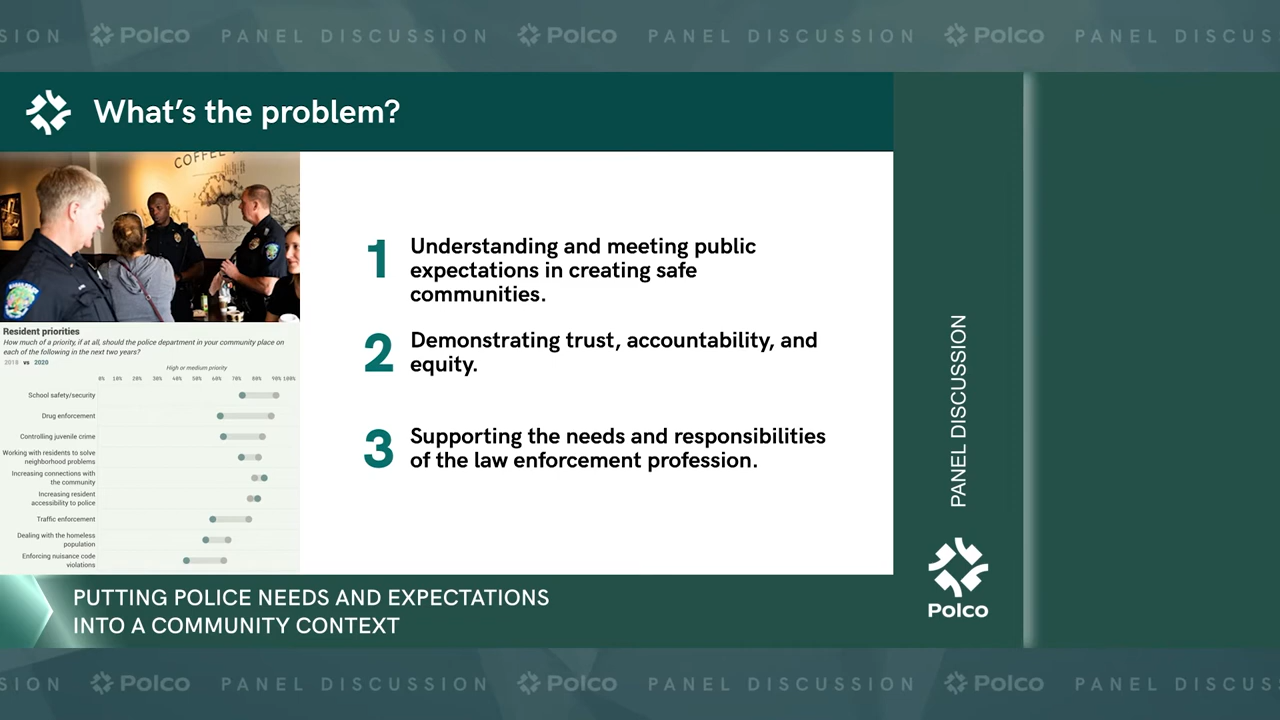 SION Polco PANEL DISCUSSION Polco PANEL DISCUSSION Polco PANEL DISCUS
What's the problem?
COFFEE
Resident priorities
How much of a priority, if at all, should the police department in your community place on
each of the following in the next two years?
2018 vs 2020
High or medium priority
0% 10% 20% 30% 40% 50% 60% 70% 80% 90% 100%
School safety/security
Drug enforcement
Controlling juvenile crime
Working with residents to solve
neighborhood problems
Increasing connections with
the community
Increasing resident
accessibility to police
Traffic enforcement
Dealing with the homeless
population
Enforcing nuisance code
violations
1 Understanding and meeting public
expectations in creating safe
communities.
2 Demonstrating trust, accountability, and
equity.
3 Supporting the needs and responsibilities
of the law enforcement profession.
PANEL DISCUSSION
Polco
PUTTING POLICE NEEDS AND EXPECTATIONS
INTO A COMMUNITY CONTEXT
SION Polco PANEL DISCUSSION Polco PANEL DISCUSSION Polco PANEL DISCUS